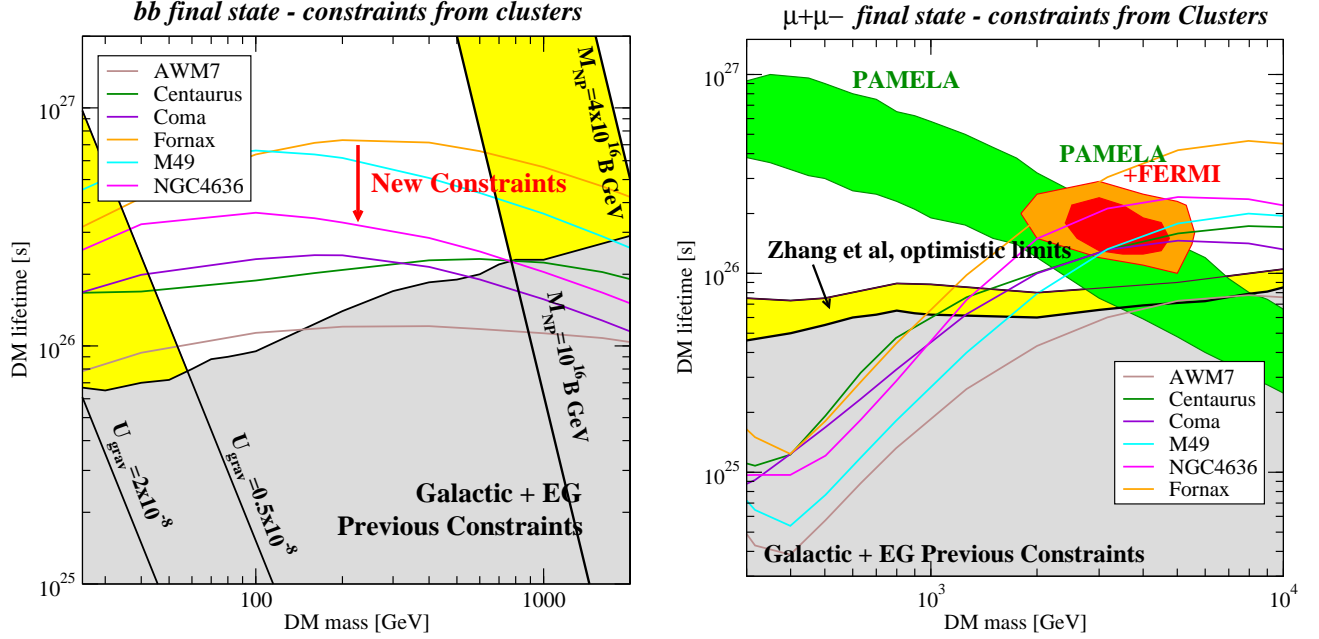 bb final state - constraints from clusters
AWM7
Centaurus
Coma
Fornax
M49
NGC4636
New Constraints
M_NP=4x10^16 B GeV
M_NP=10^16 B GeV
U_grav=2x10^-8
U_grav=0.5x10^-8
Galactic + EG
Previous Constraints
10^27
10^26
10^25
DM lifetime [s]
100
1000
DM mass [GeV]
μ+μ− final state - constraints from Clusters
PAMELA
PAMELA
+FERMI
Zhang et al, optimistic limits
AWM7
Centaurus
Coma
M49
NGC4636
Fornax
Galactic + EG Previous Constraints
10^27
10^26
10^25
DM lifetime [s]
10^3
10^4
DM mass [GeV]